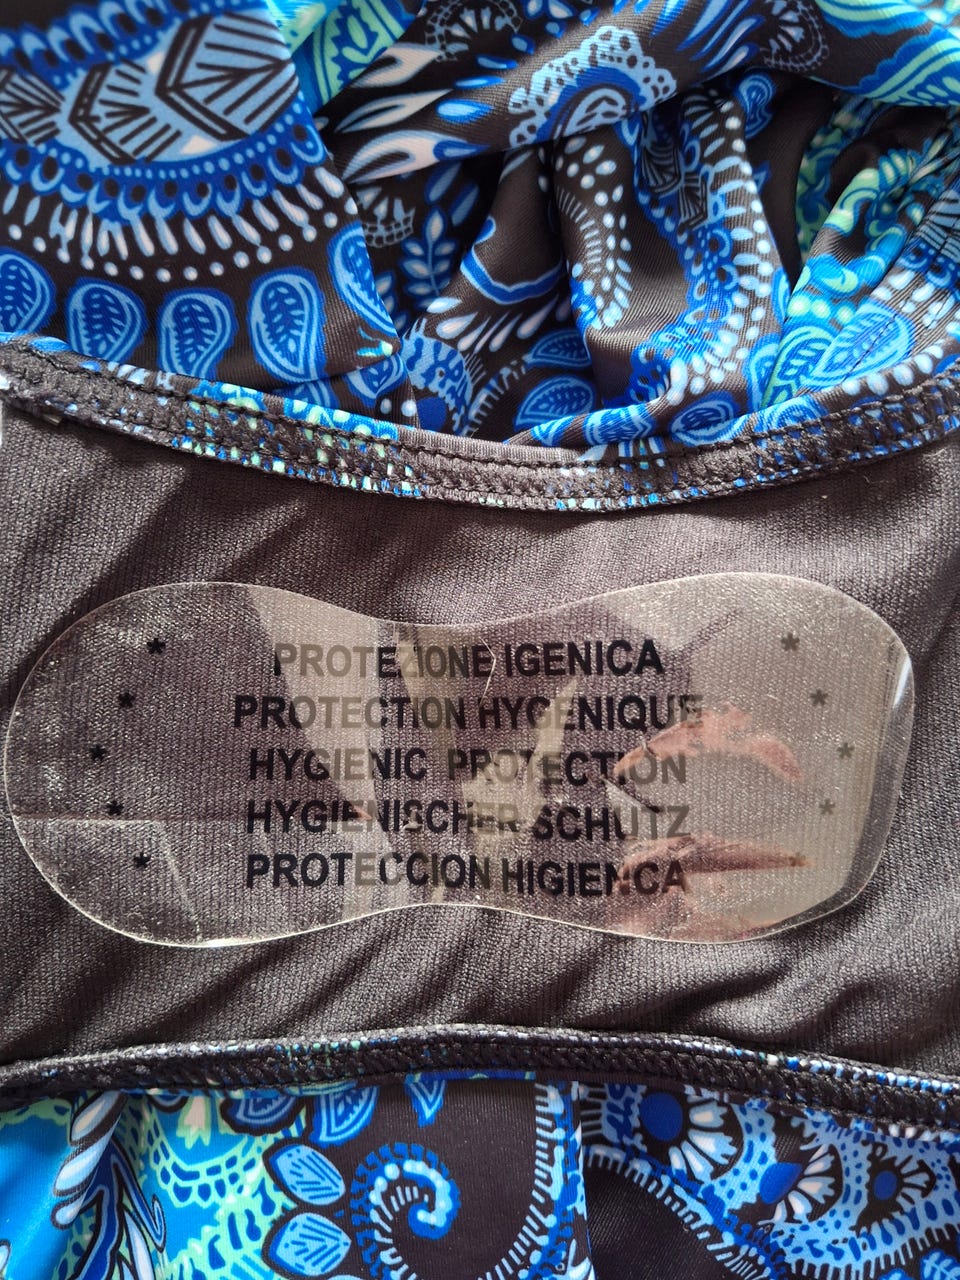 PROTEZIONE IGENICA
PROTECTION HYGENIQUE
HYGIENIC PROTECTION
HYGIENISCHER SCHUTZ
PROTECCION HIGIENCA